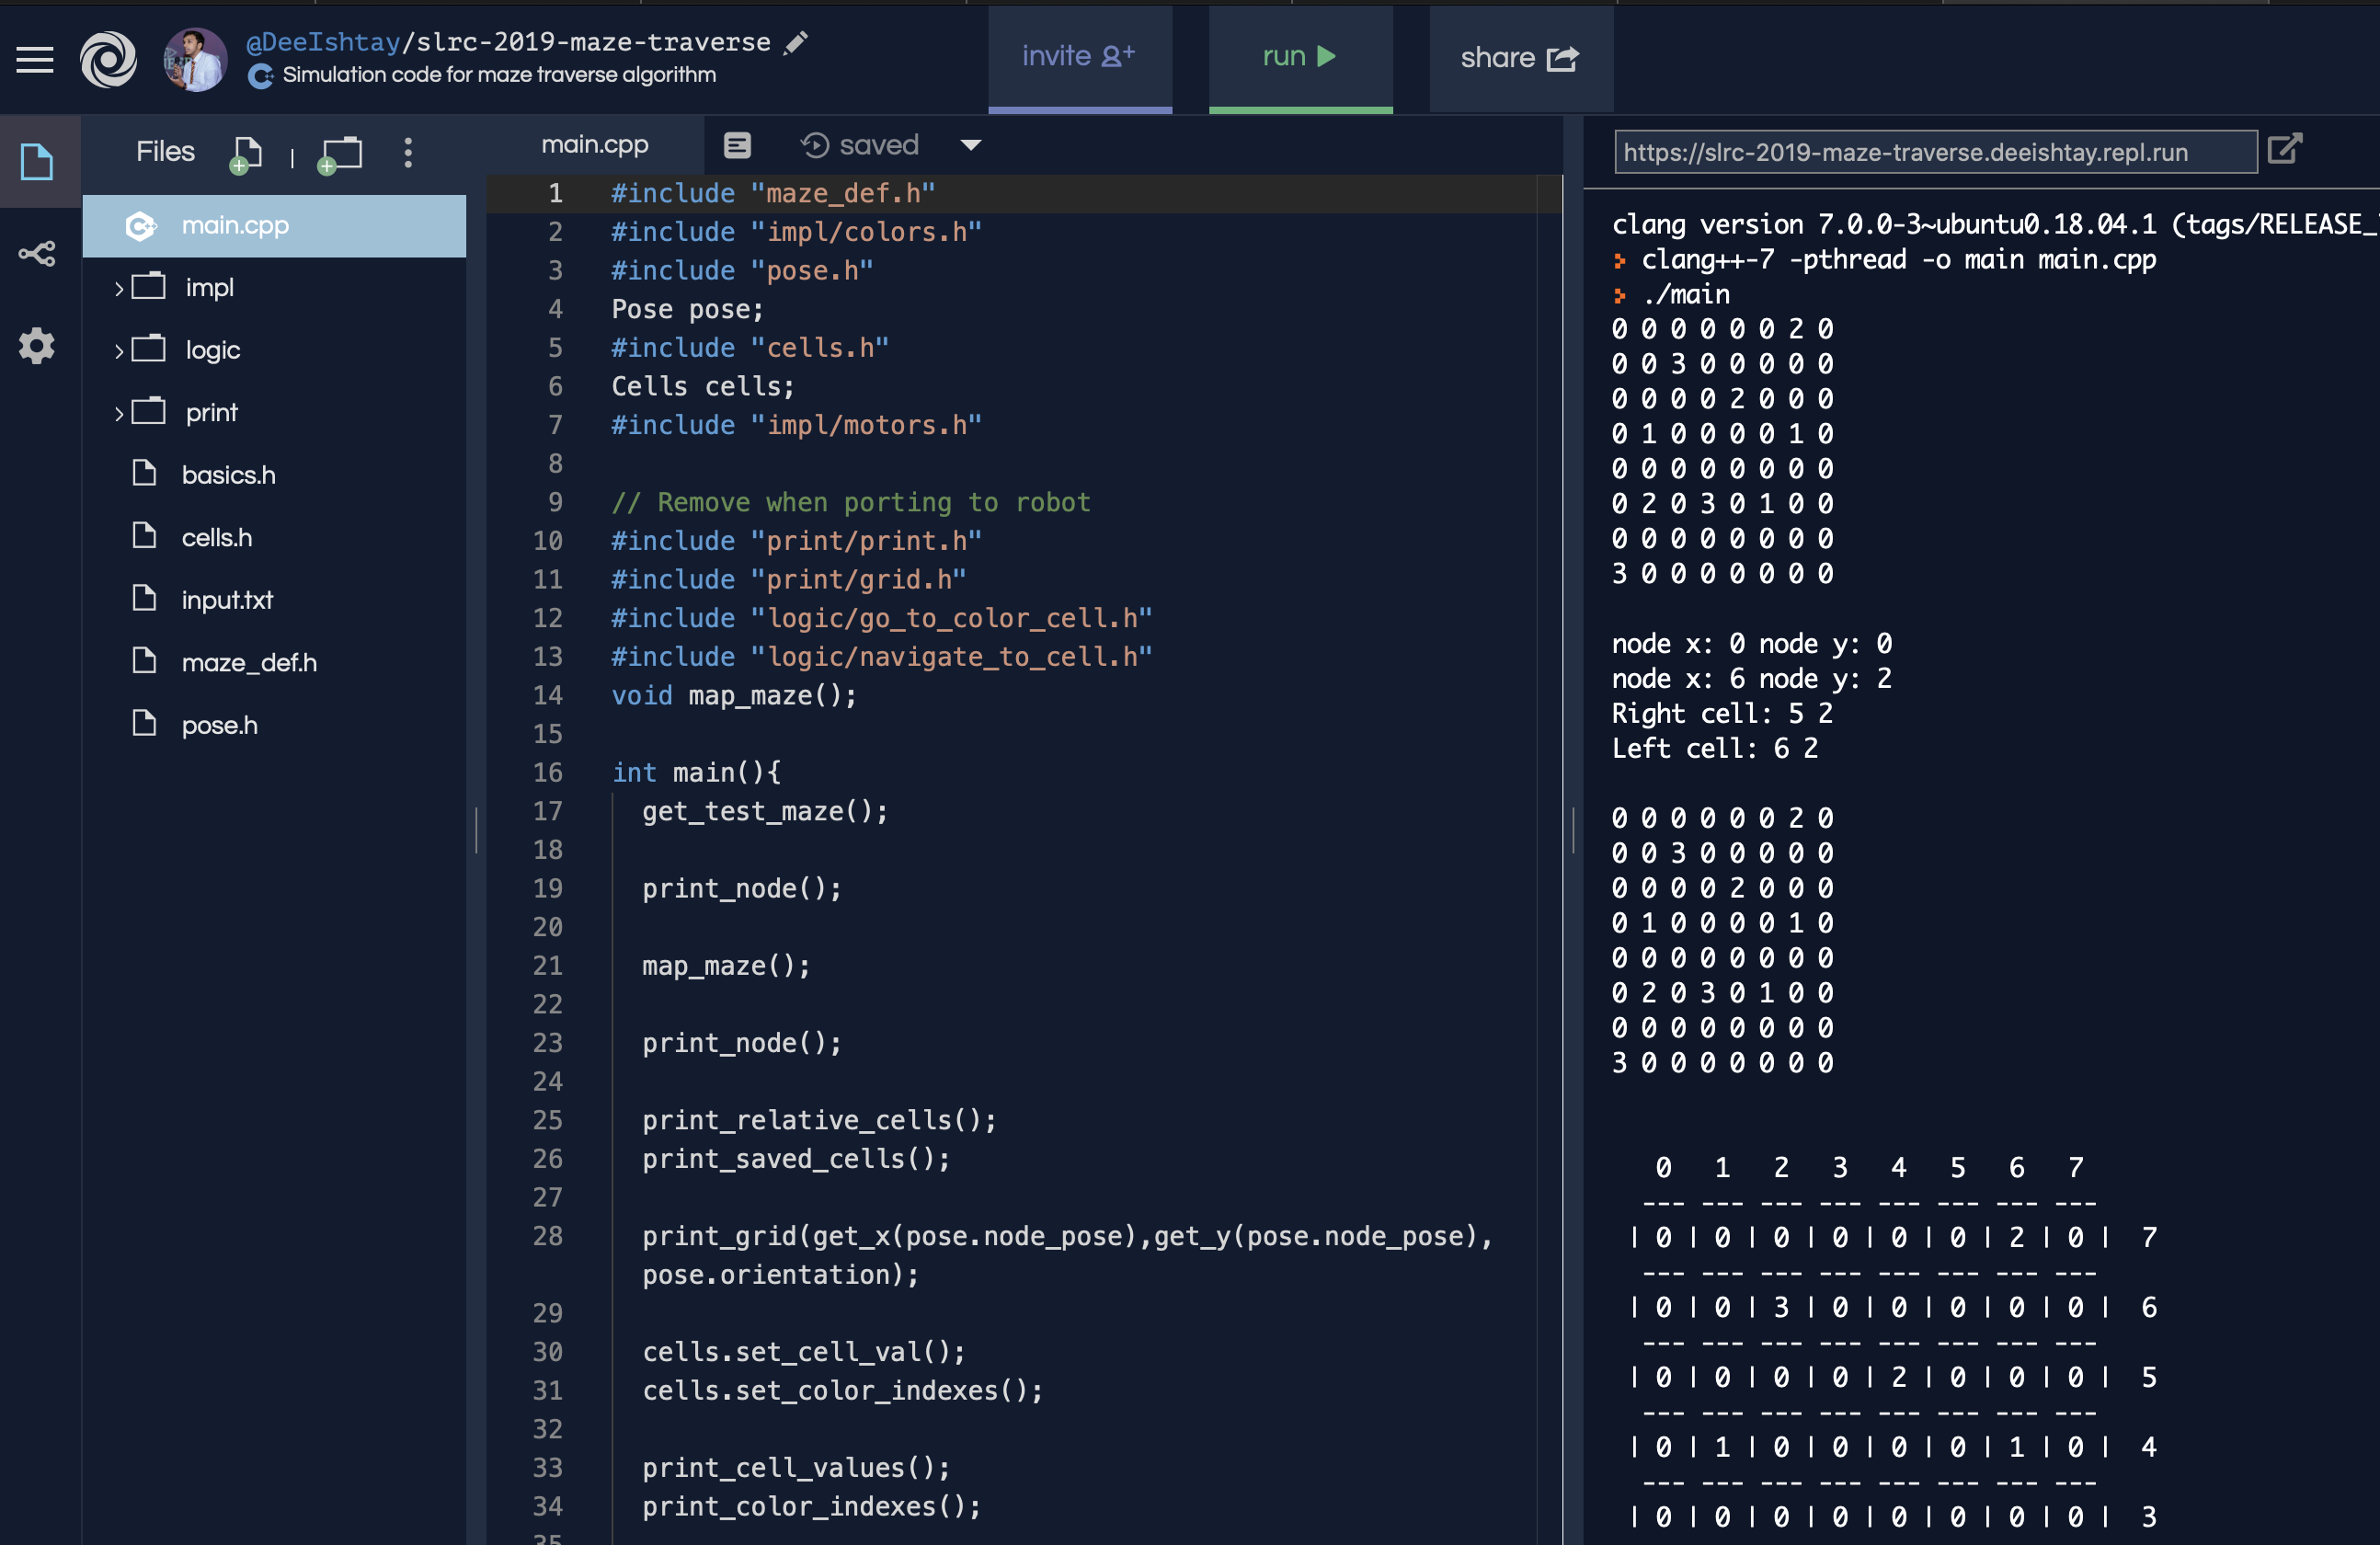 @DeeIshtay/slrc-2019-maze-traverse
Simulation code for maze traverse algorithm
invite
run
share
Files
main.cpp
impl
logic
print
basics.h
cells.h
input.txt
maze_def.h
pose.h
main.cpp
saved
1 #include "maze_def.h"
2 #include "impl/colors.h"
3 #include "pose.h"
4 Pose pose;
5 #include "cells.h"
6 Cells cells;
7 #include "impl/motors.h"
8
9 // Remove when porting to robot
10 #include "print/print.h"
11 #include "print/grid.h"
12 #include "logic/go_to_color_cell.h"
13 #include "logic/navigate_to_cell.h"
14 void map_maze();
15
16 int main(){
17 get_test_maze();
18
19 print_node();
20
21 map_maze();
22
23 print_node();
24
25 print_relative_cells();
26 print_saved_cells();
27
28 print_grid(get_x(pose.node_pose),get_y(pose.node_pose),
pose.orientation);
29
30 cells.set_cell_val();
31 cells.set_color_indexes();
32
33 print_cell_values();
34 print_color_indexes();
35
https://slrc-2019-maze-traverse.deeishtay.repl.run
clang version 7.0.0-3~ubuntu0.18.04.1 (tags/RELEASE_
clang++-7 -pthread -o main main.cpp
./main
0 0 0 0 0 0 2 0
0 0 3 0 0 0 0 0
0 0 0 0 2 0 0 0
0 1 0 0 0 0 1 0
0 0 0 0 0 0 0 0
0 2 0 3 0 1 0 0
0 0 0 0 0 0 0 0
3 0 0 0 0 0 0 0
node x: 0 node y: 0
node x: 6 node y: 2
Right cell: 5 2
Left cell: 6 2
0 0 0 0 0 0 2 0
0 0 3 0 0 0 0 0
0 0 0 0 2 0 0 0
0 1 0 0 0 0 1 0
0 0 0 0 0 0 0 0
0 2 0 3 0 1 0 0
0 0 0 0 0 0 0 0
3 0 0 0 0 0 0 0
0 1 2 3 4 5 6 7
--- --- --- --- --- --- --- ---
| 0 | 0 | 0 | 0 | 0 | 0 | 2 | 0 | 7
--- --- --- --- --- --- --- ---
| 0 | 0 | 3 | 0 | 0 | 0 | 0 | 0 | 6
--- --- --- --- --- --- --- ---
| 0 | 0 | 0 | 0 | 2 | 0 | 0 | 0 | 5
--- --- --- --- --- --- --- ---
| 0 | 1 | 0 | 0 | 0 | 0 | 1 | 0 | 4
--- --- --- --- --- --- --- ---
| 0 | 0 | 0 | 0 | 0 | 0 | 0 | 0 | 3